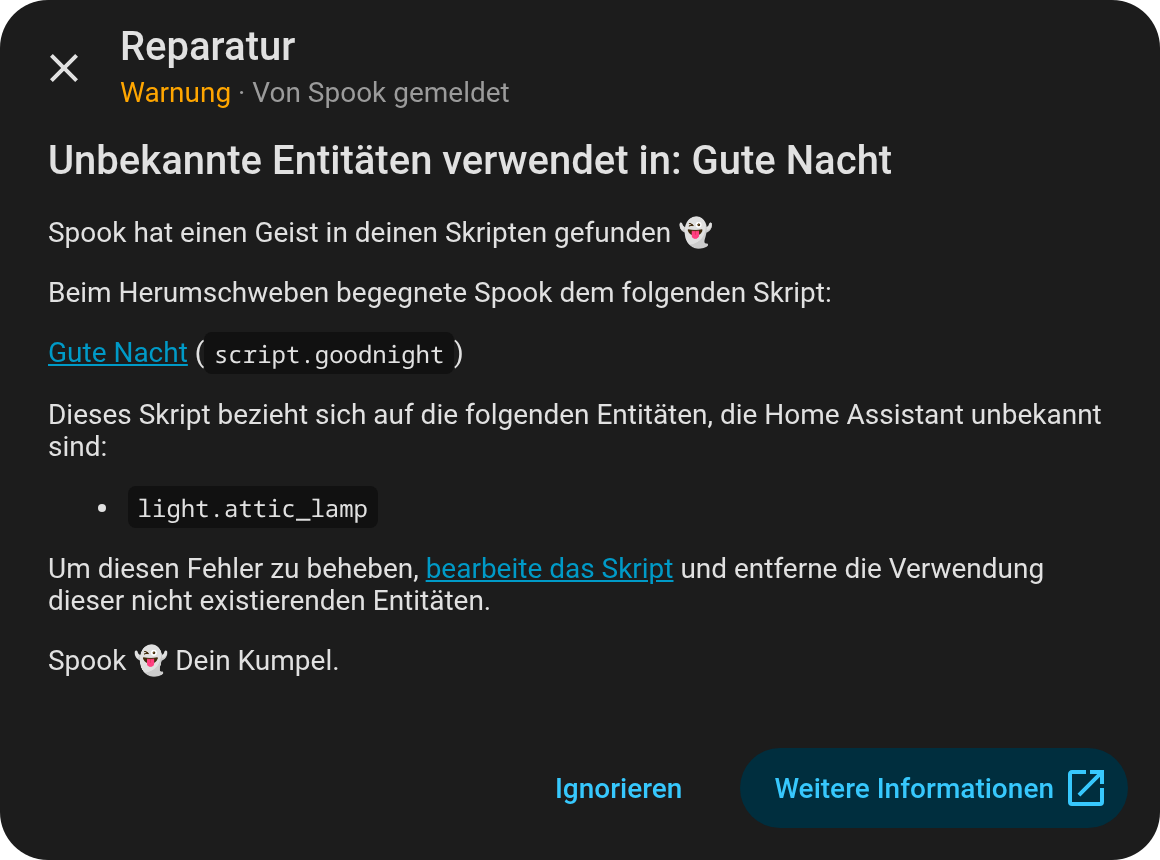 Reparatur
Warnung · Von Spook gemeldet
Unbekannte Entitäten verwendet in: Gute Nacht
Spook hat einen Geist in deinen Skripten gefunden 👻
Beim Herumschweben begegnete Spook dem folgenden Skript:
Gute Nacht (script.goodnight)
Dieses Skript bezieht sich auf die folgenden Entitäten, die Home Assistant unbekannt
sind:
• light.attic_lamp
Um diesen Fehler zu beheben, bearbeite das Skript und entferne die Verwendung
dieser nicht existierenden Entitäten.
Spook 👻 Dein Kumpel.
Ignorieren
Weitere Informationen